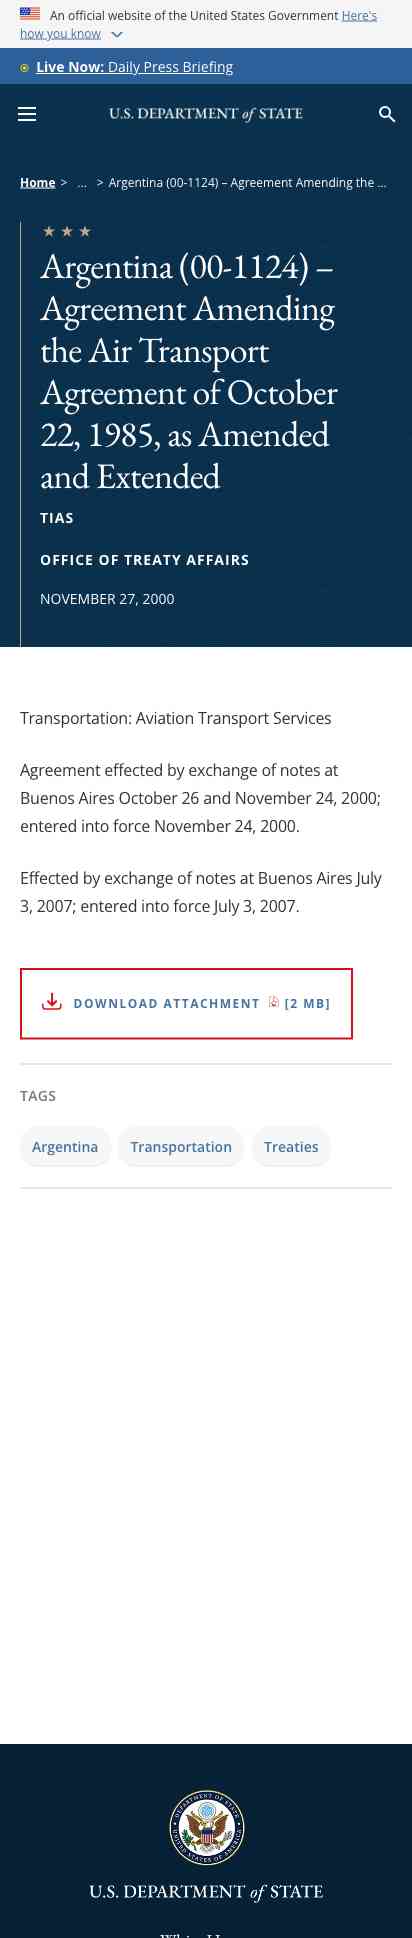 An official website of the United States Government Here's
how you know
Live Now: Daily Press Briefing
U.S. DEPARTMENT of STATE
Home > ... > Argentina (00-1124) – Agreement Amending the ...
Argentina (00-1124) –
Agreement Amending
the Air Transport
Agreement of October
22, 1985, as Amended
and Extended
TIAS
OFFICE OF TREATY AFFAIRS
NOVEMBER 27, 2000
Transportation: Aviation Transport Services
Agreement effected by exchange of notes at
Buenos Aires October 26 and November 24, 2000;
entered into force November 24, 2000.
Effected by exchange of notes at Buenos Aires July
3, 2007; entered into force July 3, 2007.
DOWNLOAD ATTACHMENT [2 MB]
TAGS
Argentina Transportation Treaties
DEPARTMENT OF STATE
UNITED STATES OF AMERICA
U.S. DEPARTMENT of STATE